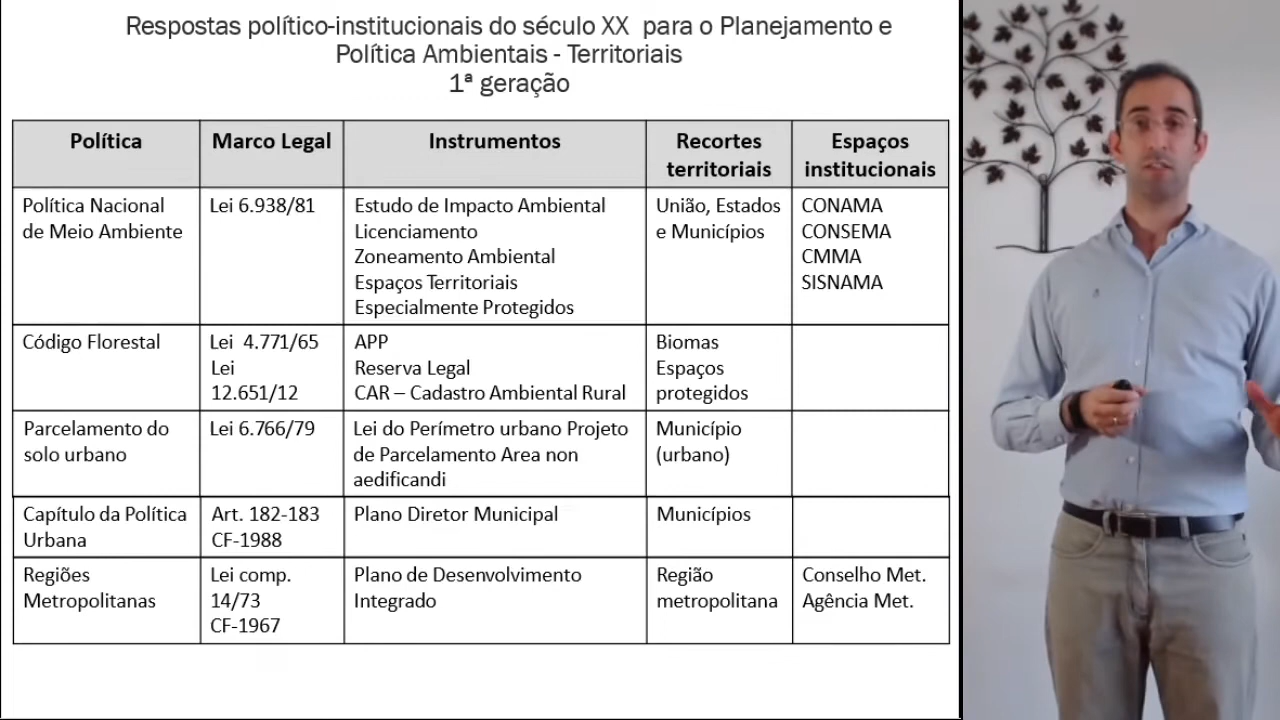 Respostas político-institucionais do século XX para o Planejamento e
Política Ambientais - Territoriais
1ª geração
Política
Marco Legal
Instrumentos
Recortes
territoriais
Espaços
institucionais
Política Nacional
de Meio Ambiente
Lei 6.938/81
Estudo de Impacto Ambiental
Licenciamento
Zoneamento Ambiental
Espaços Territoriais
Especialmente Protegidos
União, Estados
e Municípios
CONAMA
CONSEMA
CMMA
SISNAMA
Código Florestal
Lei 4.771/65
Lei
12.651/12
APP
Reserva Legal
CAR – Cadastro Ambiental Rural
Biomas
Espaços
protegidos
Parcelamento do
solo urbano
Lei 6.766/79
Lei do Perímetro urbano Projeto
de Parcelamento Area non
aedificandi
Município
(urbano)
Capítulo da Política
Urbana
Art. 182-183
CF-1988
Plano Diretor Municipal
Municípios
Regiões
Metropolitanas
Lei comp.
14/73
CF-1967
Plano de Desenvolvimento
Integrado
Região
metropolitana
Conselho Met.
Agência Met.